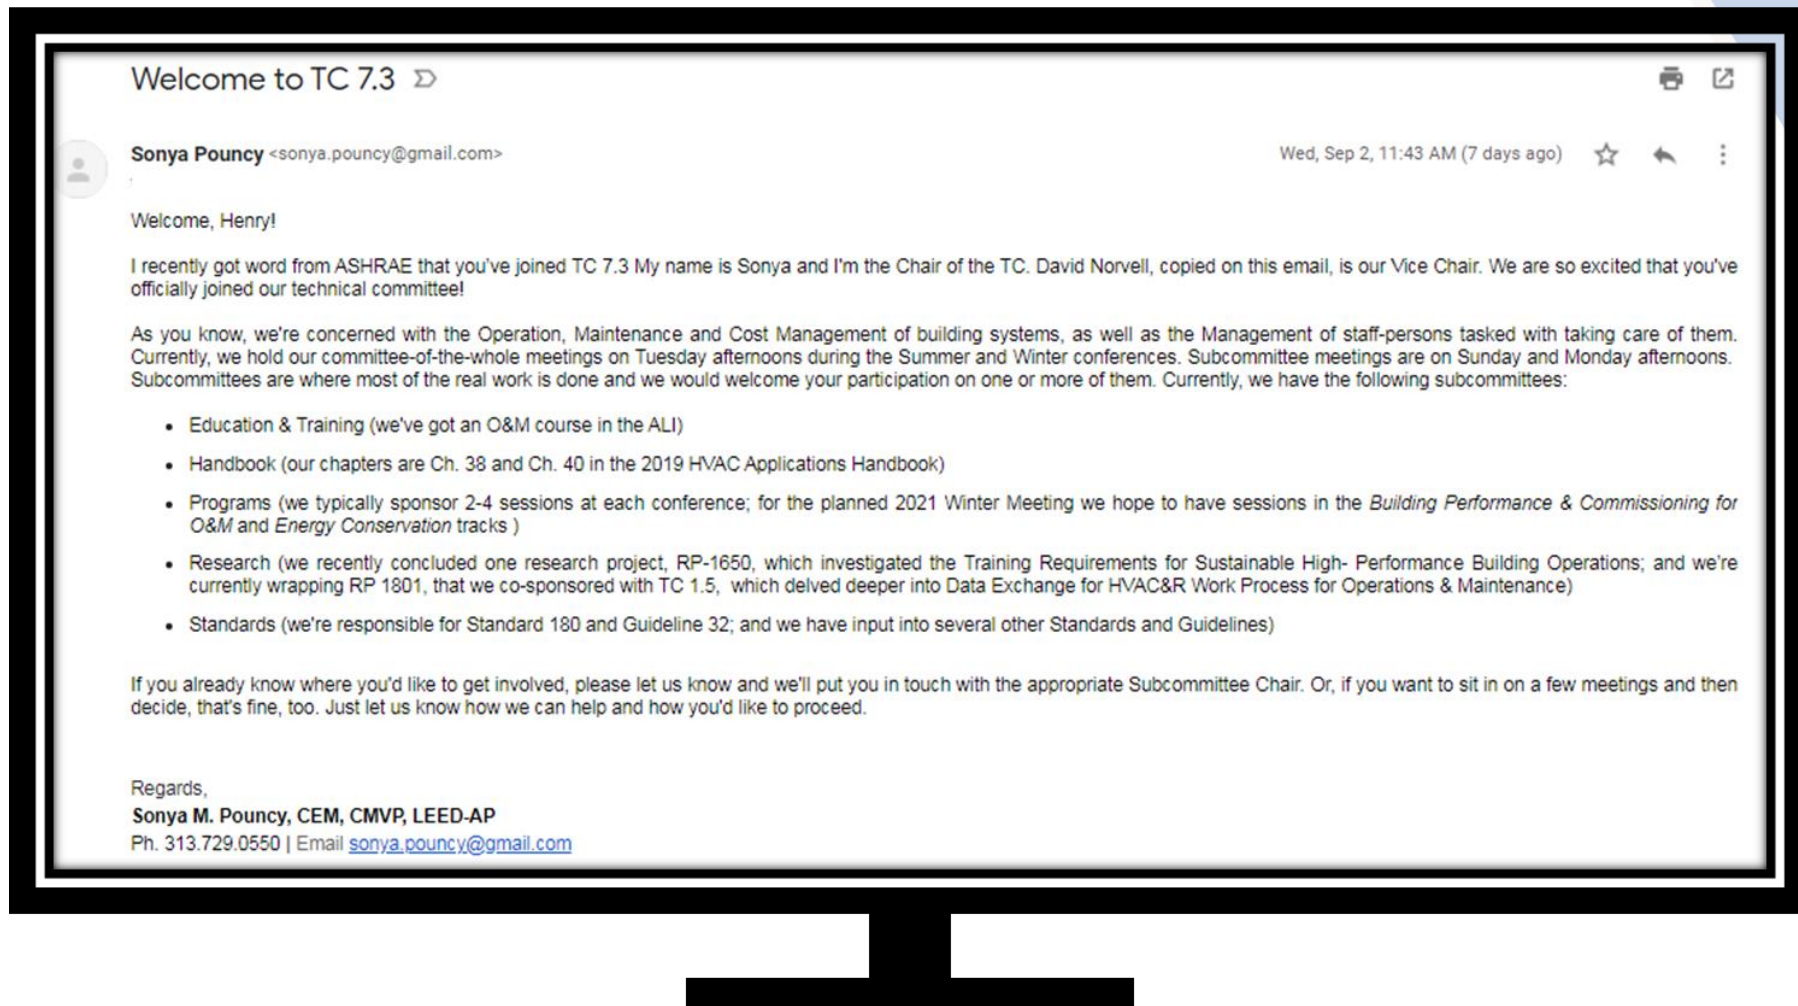 Welcome to TC 7.3
Sonya Pouncy <sonya.pouncy@gmail.com>
Wed, Sep 2, 11:43 AM (7 days ago)
Welcome, Henry!
I recently got word from ASHRAE that you've joined TC 7.3 My name is Sonya and I'm the Chair of the TC. David Norvell, copied on this email, is our Vice Chair. We are so excited that you've
officially joined our technical committee!
As you know, we're concerned with the Operation, Maintenance and Cost Management of building systems, as well as the Management of staff-persons tasked with taking care of them.
Currently, we hold our committee-of-the-whole meetings on Tuesday afternoons during the Summer and Winter conferences. Subcommittee meetings are on Sunday and Monday afternoons.
Subcommittees are where most of the real work is done and we would welcome your participation on one or more of them. Currently, we have the following subcommittees:
• Education & Training (we've got an O&M course in the ALI)
• Handbook (our chapters are Ch. 38 and Ch. 40 in the 2019 HVAC Applications Handbook)
• Programs (we typically sponsor 2-4 sessions at each conference; for the planned 2021 Winter Meeting we hope to have sessions in the Building Performance & Commissioning for
O&M and Energy Conservation tracks )
• Research (we recently concluded one research project, RP-1650, which investigated the Training Requirements for Sustainable High- Performance Building Operations; and we're
currently wrapping RP 1801, that we co-sponsored with TC 1.5, which delved deeper into Data Exchange for HVAC&R Work Process for Operations & Maintenance)
• Standards (we're responsible for Standard 180 and Guideline 32; and we have input into several other Standards and Guidelines)
If you already know where you'd like to get involved, please let us know and we'll put you in touch with the appropriate Subcommittee Chair. Or, if you want to sit in on a few meetings and then
decide, that's fine, too. Just let us know how we can help and how you'd like to proceed.
Regards,
Sonya M. Pouncy, CEM, CMVP, LEED-AP
Ph. 313.729.0550 | Email sonya.pouncy@gmail.com